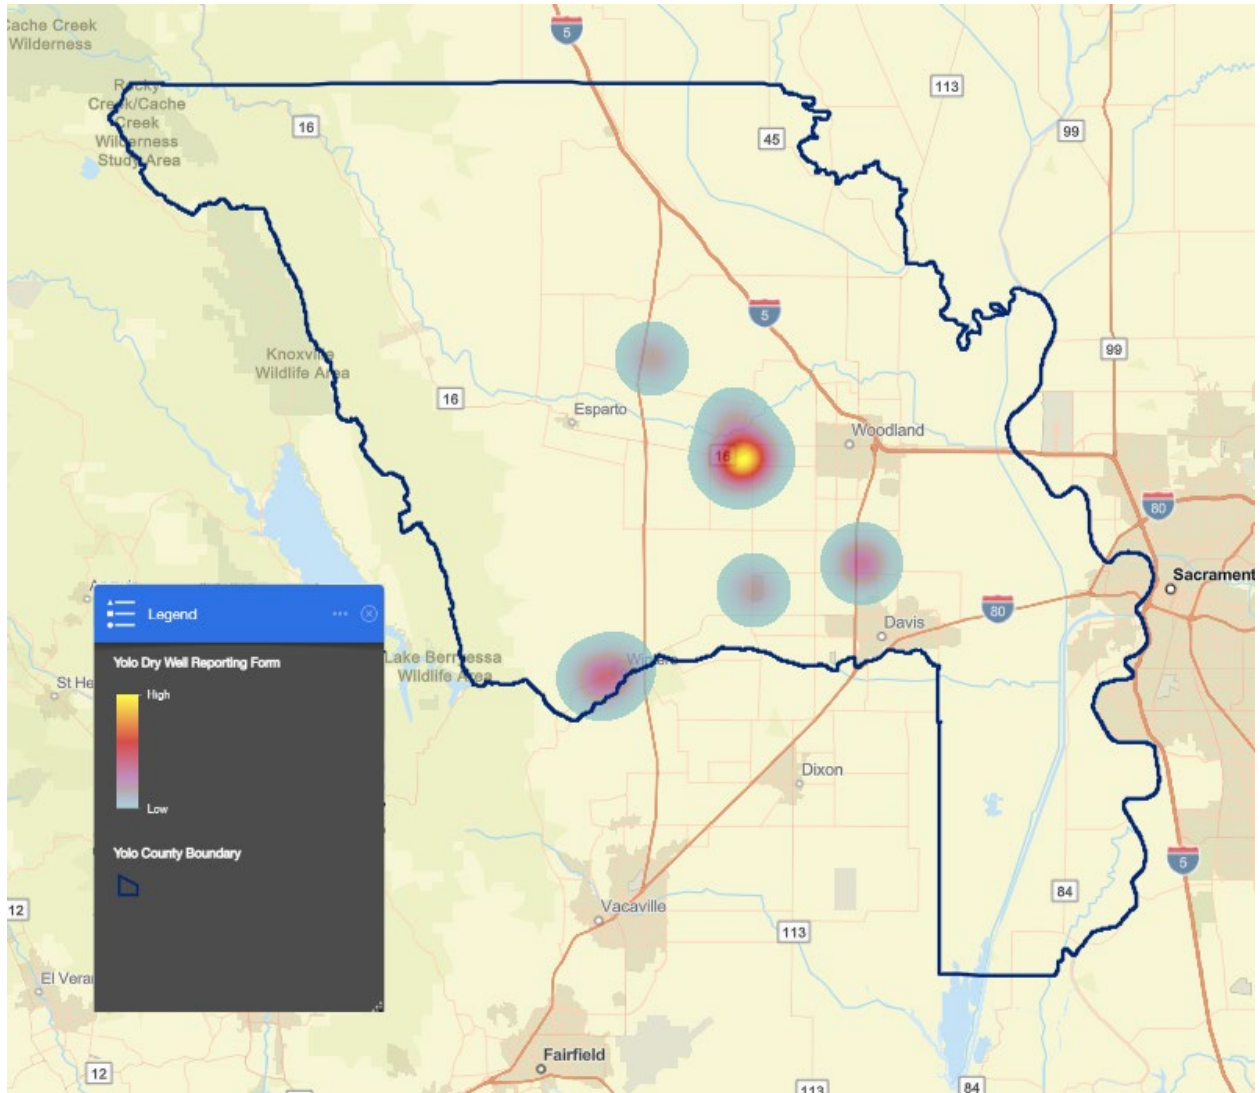 Cache Creek
Wilderness
5
113
Rocky
Creek/Cache
Creek
Wilderness
Study Area
16
45
99
5
Knoxville
Wildlife Area
99
16
Esparto
Woodland
16
80
Sacrament
Legend
80
Davis
Yolo Dry Well Reporting Form
Lake Berryessa
Wildlife Area
Winters
St He
High
Dixon
Low
Yolo County Boundary
5
84
12
Vacaville
113
El Vera
Fairfield
12
113
84